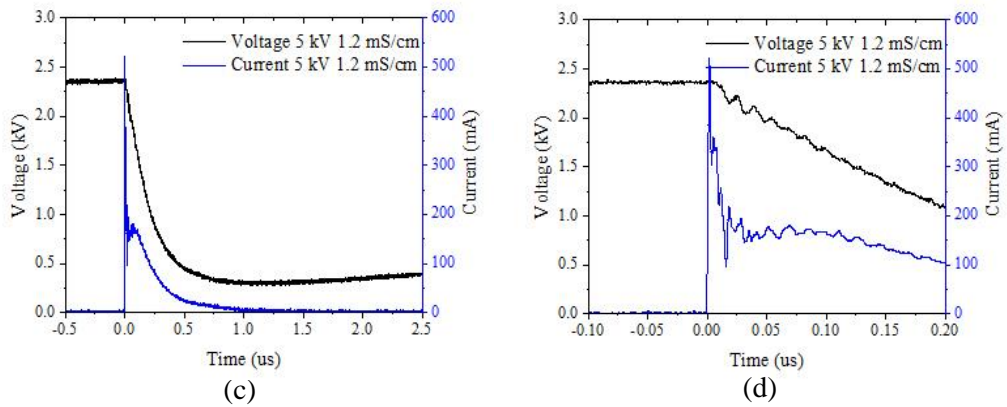 3.0
2.5
2.0
1.5
1.0
0.5
0.0
Voltage (kV)
Voltage 5 kV 1.2 mS/cm
Current 5 kV 1.2 mS/cm
600
500
400
300
200
100
0
Current (mA)
-0.5 0.0 0.5 1.0 1.5 2.0 2.5
Time (us)
(c)
3.0
2.5
2.0
1.5
1.0
0.5
0.0
Voltage (kV)
Voltage 5 kV 1.2 mS/cm
Current 5 kV 1.2 mS/cm
600
500
400
300
200
100
0
Current (mA)
-0.10 -0.05 0.00 0.05 0.10 0.15 0.20
Time (us)
(d)